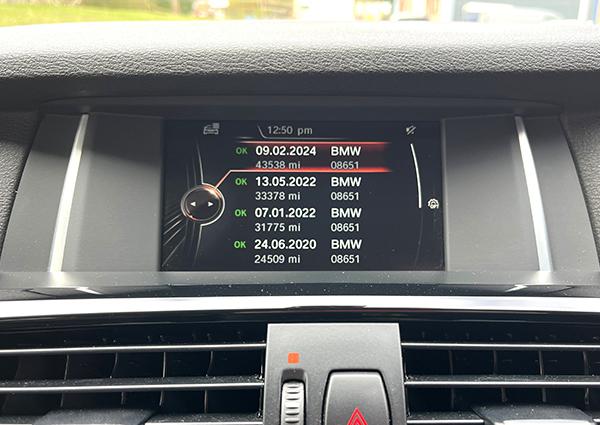 12:50 pm
OK 09.02.2024 BMW
43538 mi 08651
OK 13.05.2022 BMW
33378 mi 08651
OK 07.01.2022 BMW
31775 mi 08651
OK 24.06.2020 BMW
24509 mi 08651